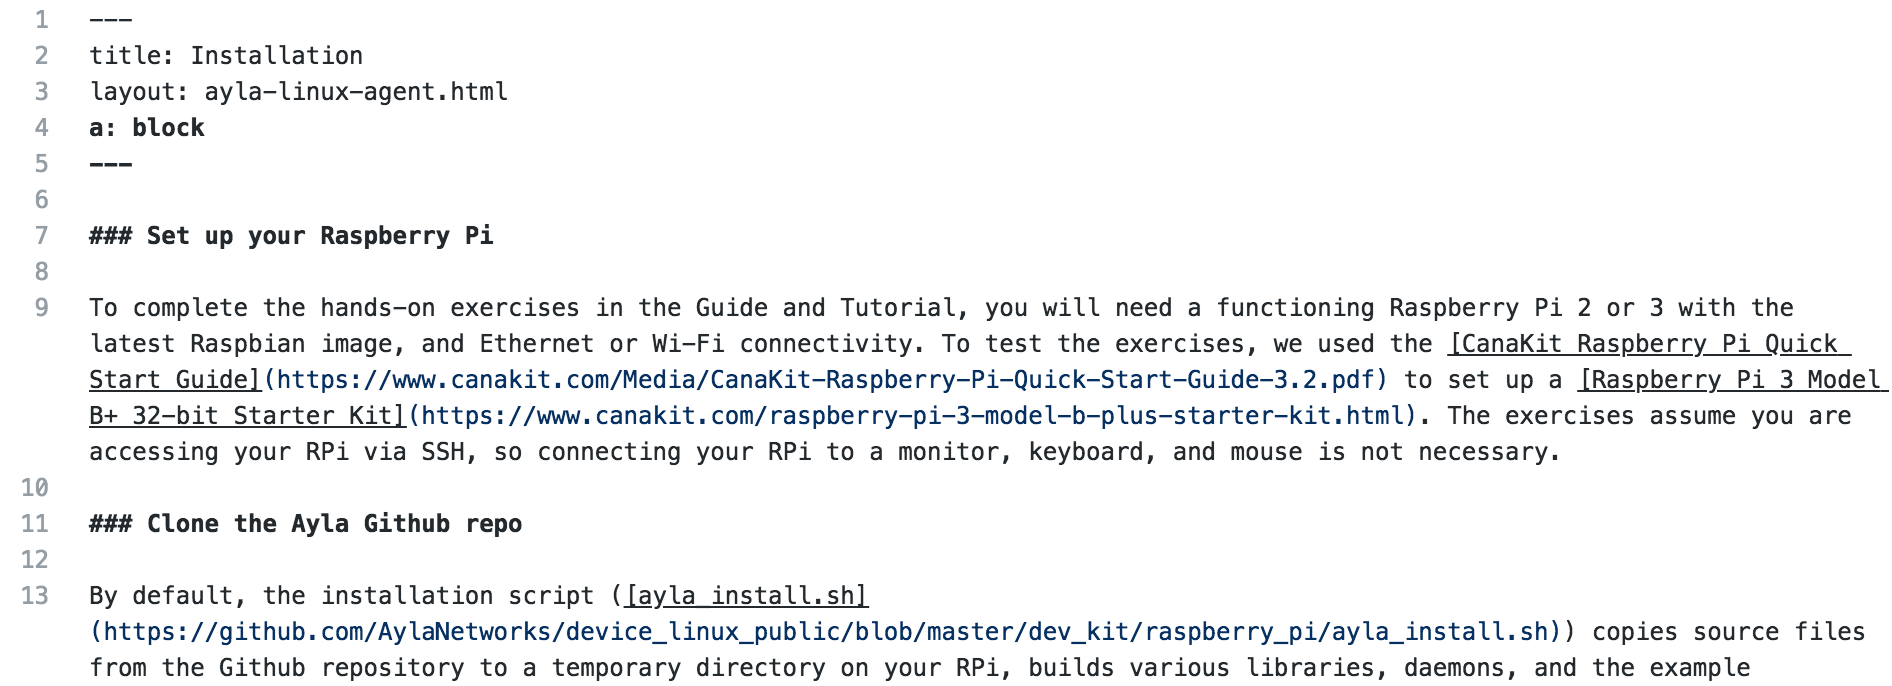 1 ---
2 title: Installation
3 layout: ayla-linux-agent.html
4 a: block
5 ---
6
7 ### Set up your Raspberry Pi
8
9 To complete the hands-on exercises in the Guide and Tutorial, you will need a functioning Raspberry Pi 2 or 3 with the
latest Raspbian image, and Ethernet or Wi-Fi connectivity. To test the exercises, we used the [CanaKit Raspberry Pi Quick
Start Guide](https://www.canakit.com/Media/CanaKit-Raspberry-Pi-Quick-Start-Guide-3.2.pdf) to set up a [Raspberry Pi 3 Model
B+ 32-bit Starter Kit](https://www.canakit.com/raspberry-pi-3-model-b-plus-starter-kit.html). The exercises assume you are
accessing your RPi via SSH, so connecting your RPi to a monitor, keyboard, and mouse is not necessary.
10
11 ### Clone the Ayla Github repo
12
13 By default, the installation script ([ayla_install.sh]
(https://github.com/AylaNetworks/device_linux_public/blob/master/dev_kit/raspberry_pi/ayla_install.sh)) copies source files
from the Github repository to a temporary directory on your RPi, builds various libraries, daemons, and the example